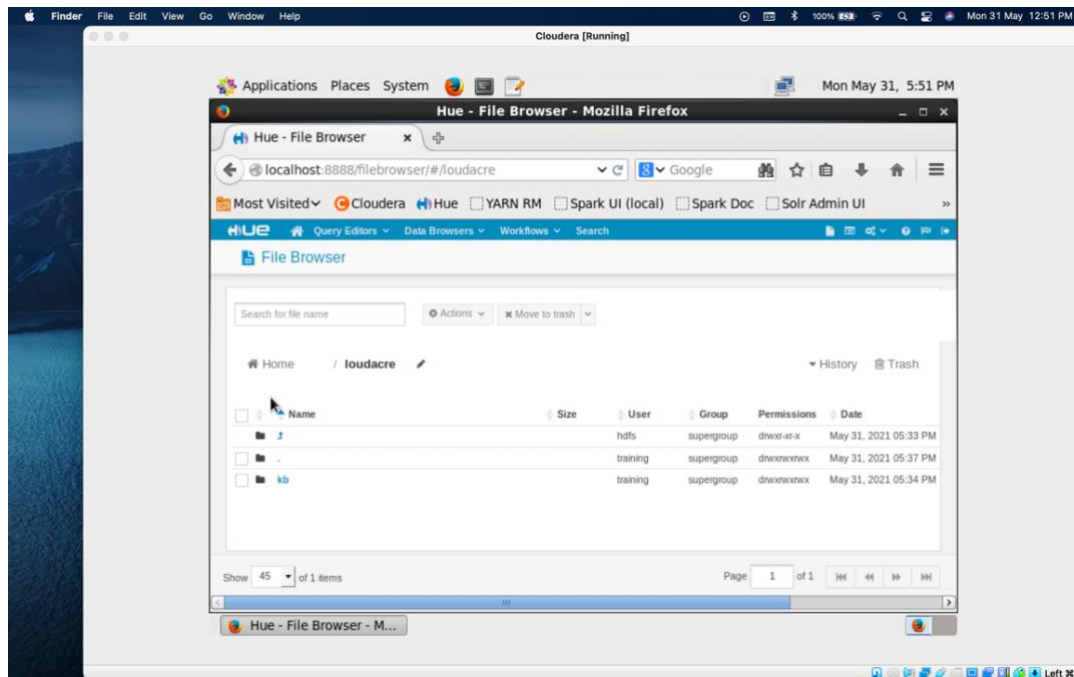 Finder File Edit View Go Window Help 100% Mon 31 May 12:51 PM
Cloudera [Running]
Applications Places System Mon May 31, 5:51 PM
Hue - File Browser - Mozilla Firefox
Hue - File Browser
localhost:8888/filebrowser/#/loudacre Google
Most Visited Cloudera Hue YARN RM Spark UI (local) Spark Doc Solr Admin UI »
HUE Query Editors Data Browsers Workflows Search
File Browser
Search for file name Actions Move to trash
Home / loudacre History Trash
Name Size User Group Permissions Date
hdfs supergroup drwxr-xr-x May 31, 2021 05:33 PM
. training supergroup drwxrwxrwx May 31, 2021 05:37 PM
kb training supergroup drwxrwxrwx May 31, 2021 05:34 PM
Show 45 of 1 items Page 1 of 1
Hue - File Browser - M...
Left ⌘